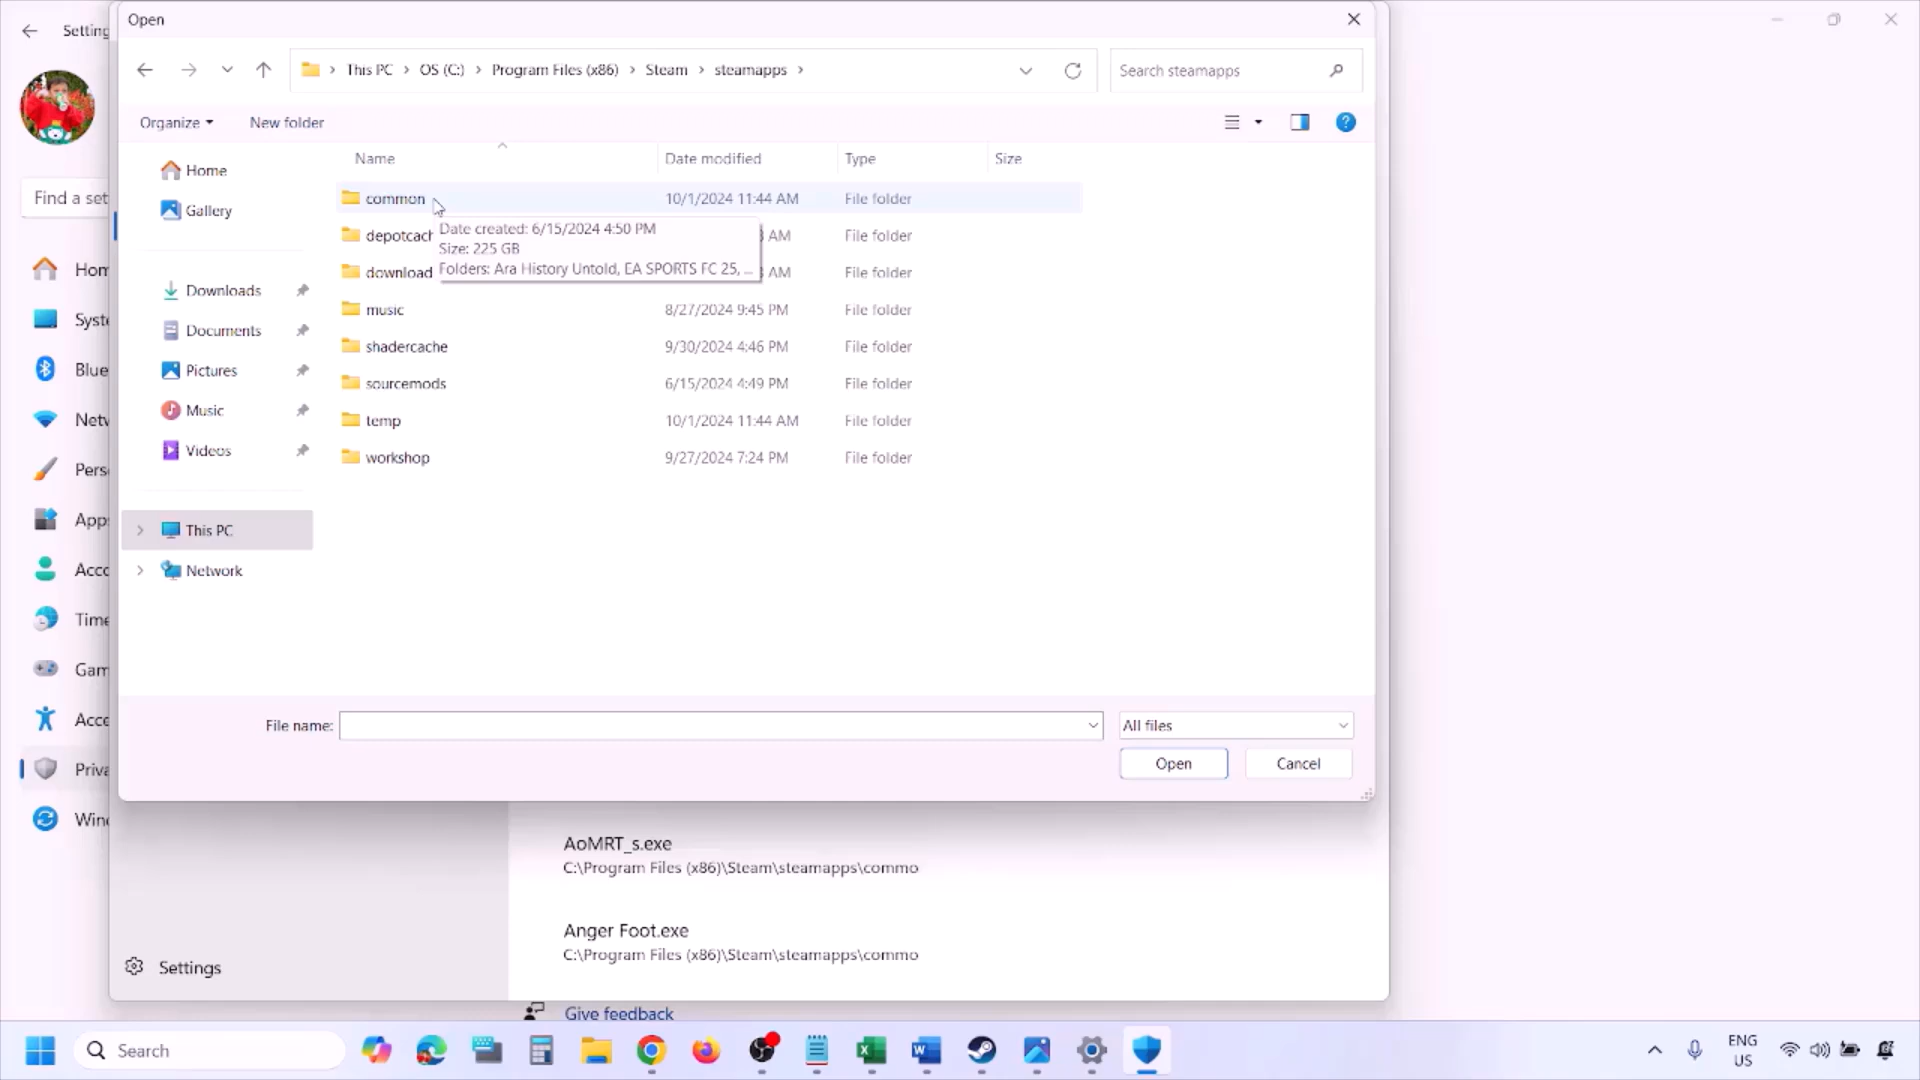 Open
Setting
This PC > OS (C:) > Program Files (x86) > Steam > steamapps >
Search steamapps
Organize
New folder
Name
Date modified
Type
Size
Home
Gallery
Downloads
Documents
Pictures
Music
Videos
This PC
Network
common 10/1/2024 11:44 AM File folder
depotcach AM File folder
download AM File folder
music 8/27/2024 9:45 PM File folder
shadercache 9/30/2024 4:46 PM File folder
sourcemods 6/15/2024 4:49 PM File folder
temp 10/1/2024 11:44 AM File folder
workshop 9/27/2024 7:24 PM File folder
Date created: 6/15/2024 4:50 PM
Size: 225 GB
Folders: Ara History Untold, EA SPORTS FC 25, ...
File name:
All files
Open
Cancel
Find a set
Hom
Syste
Blue
Netw
Perso
Apps
Acco
Time
Gam
Acce
Priva
Wind
AoMRT_s.exe
C:\Program Files (x86)\Steam\steamapps\commo
Anger Foot.exe
C:\Program Files (x86)\Steam\steamapps\commo
Settings
Give feedback
Search
ENG
US